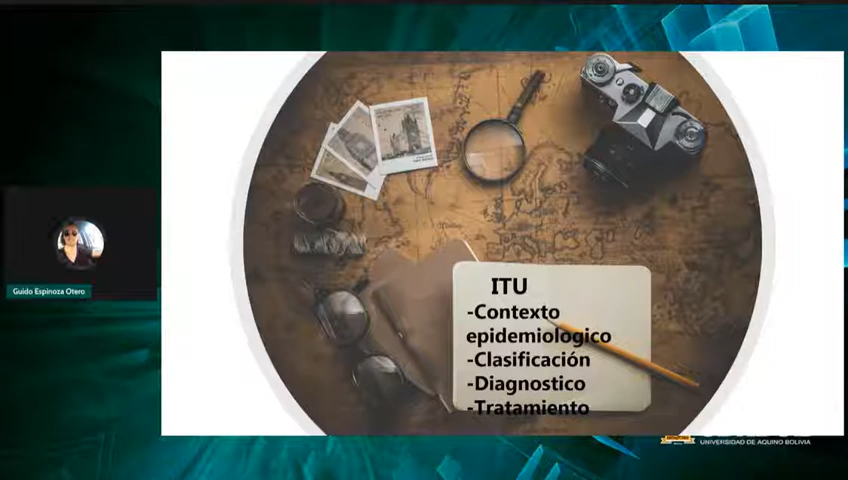 ITU
-Contexto
epidemiologico
-Clasificación
-Diagnostico
-Tratamiento
Guido Espinoza Otero
UNIVERSIDAD DE AQUINO BOLIVIA